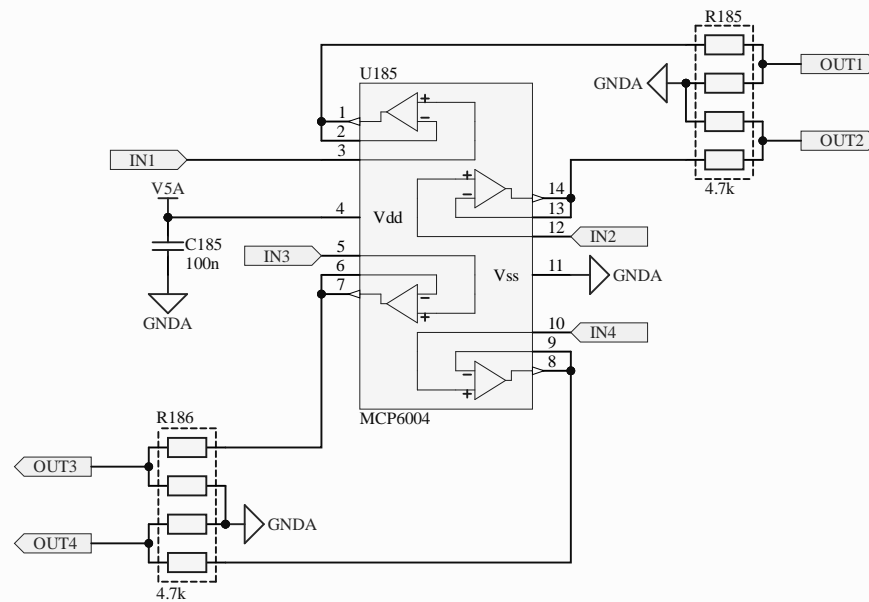 R185
OUT1
GNDA
OUT2
4.7k
U185
1
2
3
IN1
14
13
12
IN2
V5A
4
Vdd
C185
100n
GNDA
IN3
5
6
7
Vss
11
GNDA
10
IN4
9
8
MCP6004
R186
OUT3
GNDA
OUT4
4.7k